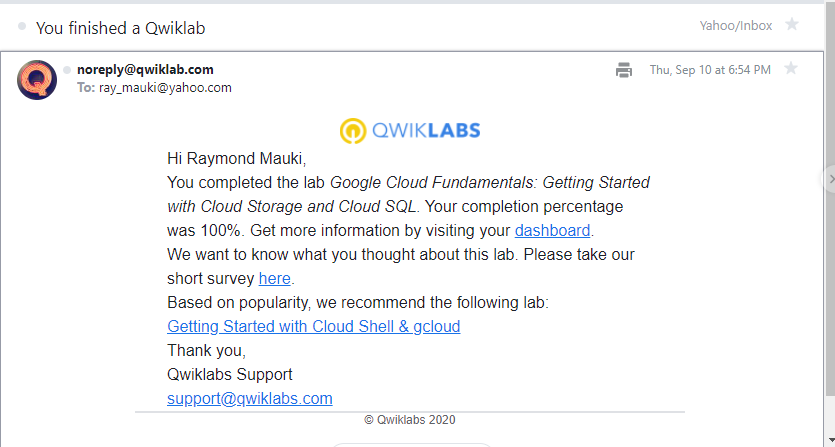 You finished a Qwiklab
Yahoo/Inbox
noreply@qwiklab.com
Thu, Sep 10 at 6:54 PM
To: ray_mauki@yahoo.com
QWIKLABS
Hi Raymond Mauki,
You completed the lab Google Cloud Fundamentals: Getting Started
with Cloud Storage and Cloud SQL. Your completion percentage
was 100%. Get more information by visiting your dashboard.
We want to know what you thought about this lab. Please take our
short survey here.
Based on popularity, we recommend the following lab:
Getting Started with Cloud Shell & gcloud
Thank you,
Qwiklabs Support
support@qwiklabs.com
© Qwiklabs 2020